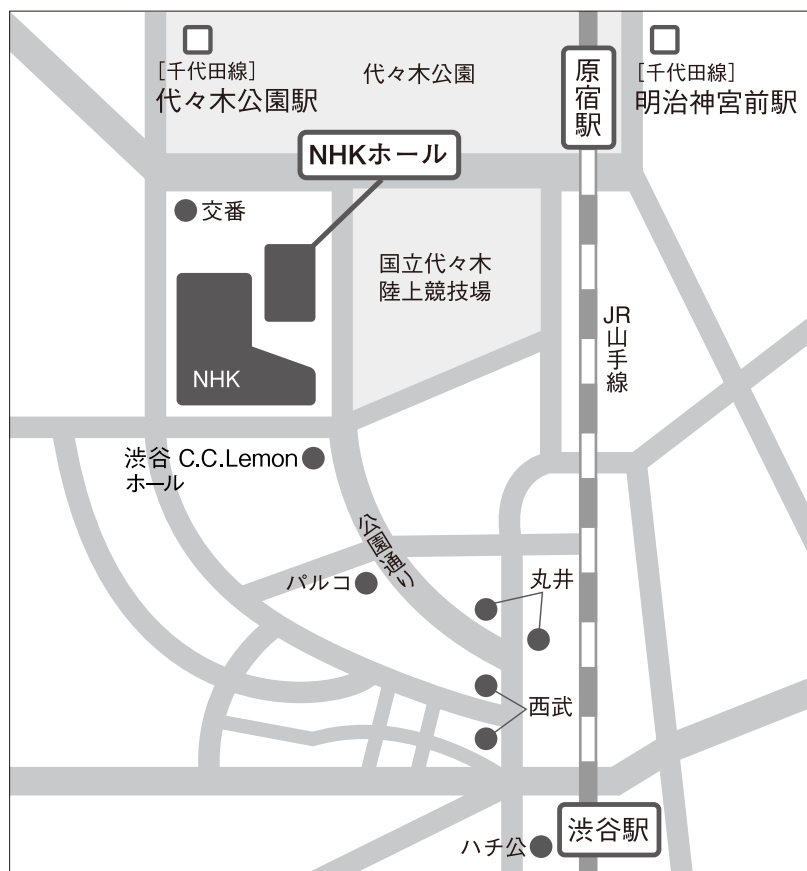 [千代田線]
代々木公園駅
代々木公園
原宿駅
[千代田線]
明治神宮前駅
NHKホール
交番
国立代々木
陸上競技場
JR山手線
NHK
渋谷 C.C.Lemon
ホール
公園通り
パルコ
丸井
西武
ハチ公
渋谷駅